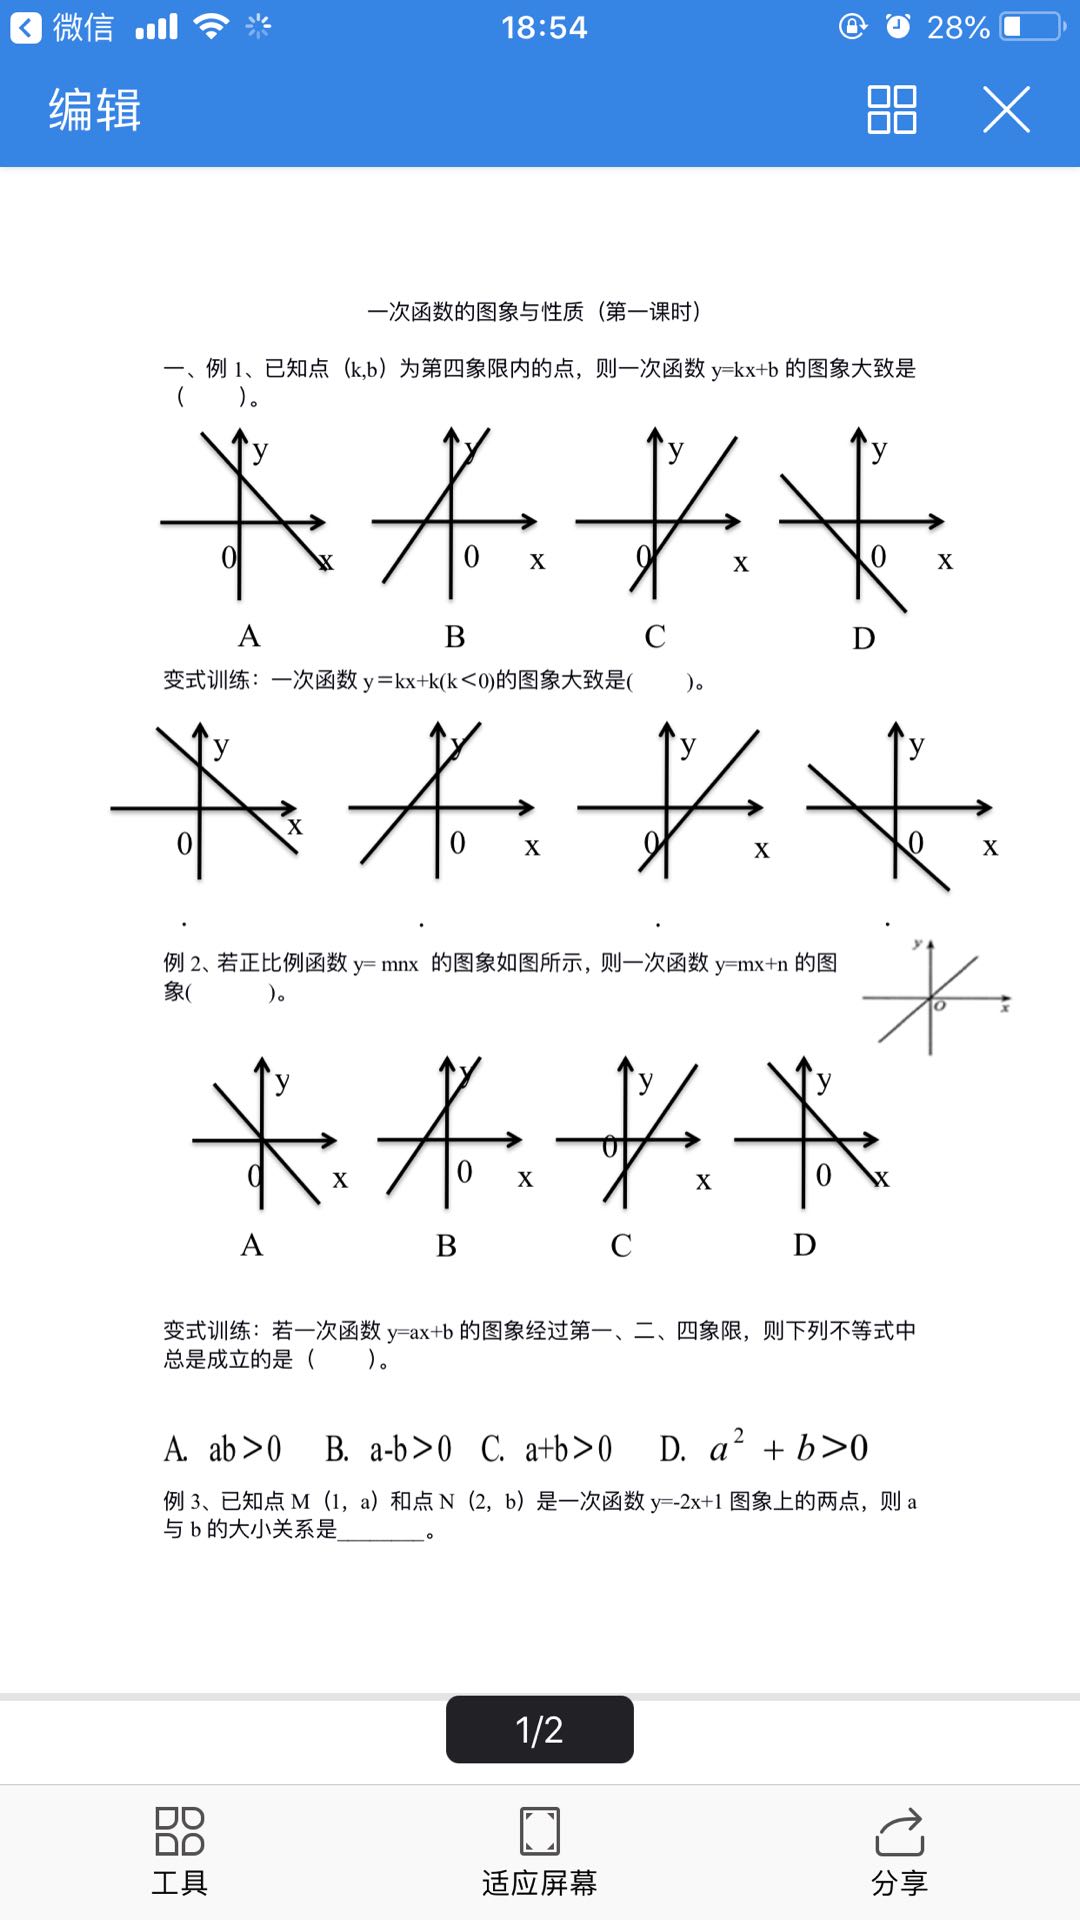 微信 18:54 28%
编辑
一次函数的图象与性质（第一课时）
一、例 1、已知点（k,b）为第四象限内的点，则一次函数 y=kx+b 的图象大致是
（ ）。
y y y y
0 x 0 x 0 x 0 x
A B C D
变式训练：一次函数 y＝kx+k(k＜0)的图象大致是( )。
y y y y
0 x 0 x 0 x 0 x
. . . .
例 2、若正比例函数 y= mnx 的图象如图所示，则一次函数 y=mx+n 的图
象( )。
y O x
y y y y
0 x 0 x 0 x 0 x
A B C D
变式训练：若一次函数 y=ax+b 的图象经过第一、二、四象限，则下列不等式中
总是成立的是（ ）。
A. ab＞0 B. a-b＞0 C. a+b＞0 D. a² + b＞0
例 3、已知点 M（1，a）和点 N（2，b）是一次函数 y=-2x+1 图象上的两点，则 a
与 b 的大小关系是________。
1/2
工具 适应屏幕 分享